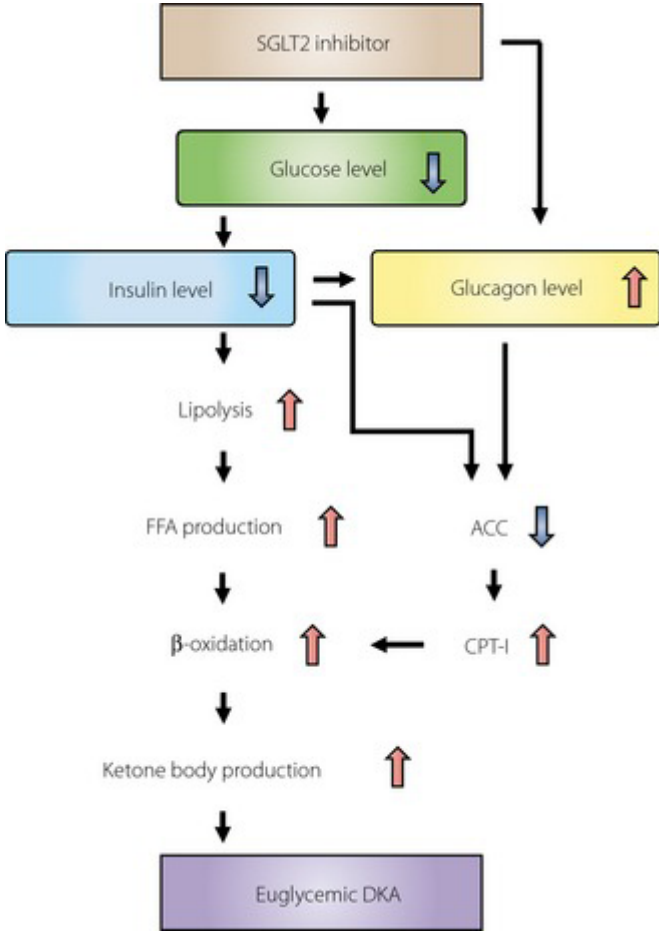 SGLT2 inhibitor
Glucose level
Insulin level
Glucagon level
Lipolysis
FFA production
ACC
β-oxidation
CPT-I
Ketone body production
Euglycemic DKA